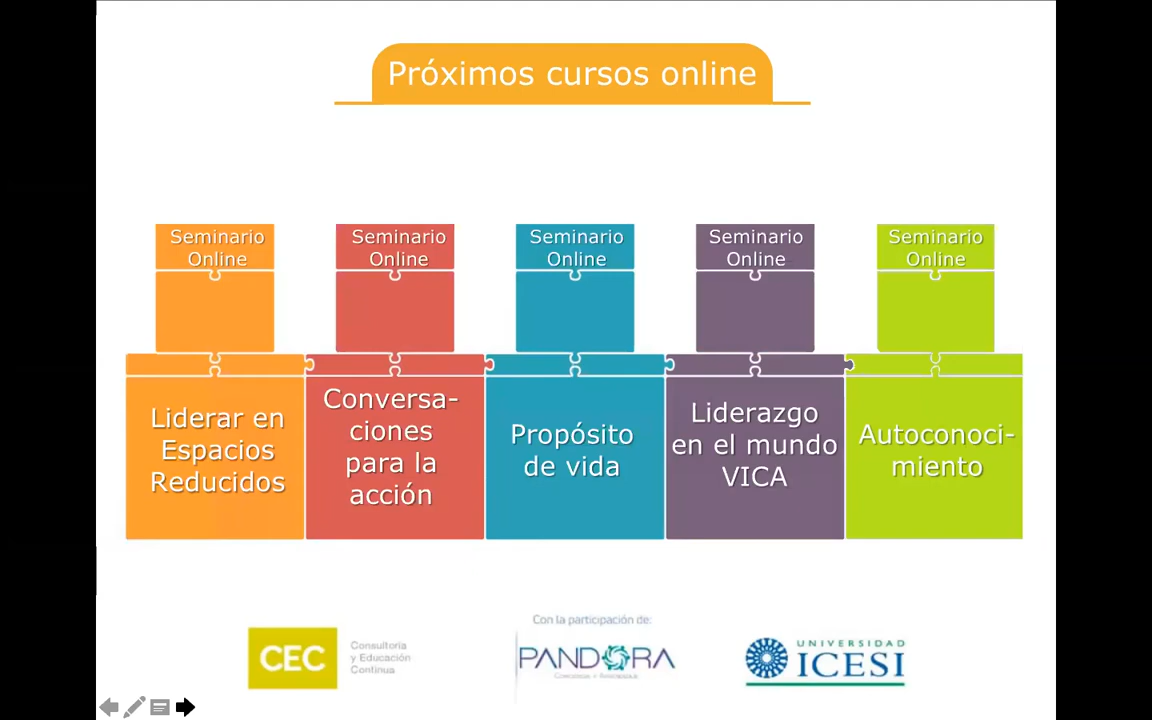 Próximos cursos online
Seminario
Online
Seminario
Online
Seminario
Online
Seminario
Online
Seminario
Online
Liderar en
Espacios
Reducidos
Conversa-
ciones
para la
acción
Propósito
de vida
Liderazgo
en el mundo
VICA
Autoconoci-
miento
CEC
Consultoría
y Educación
Continua
Con la participación de:
PANDORA
UNIVERSIDAD
ICESI